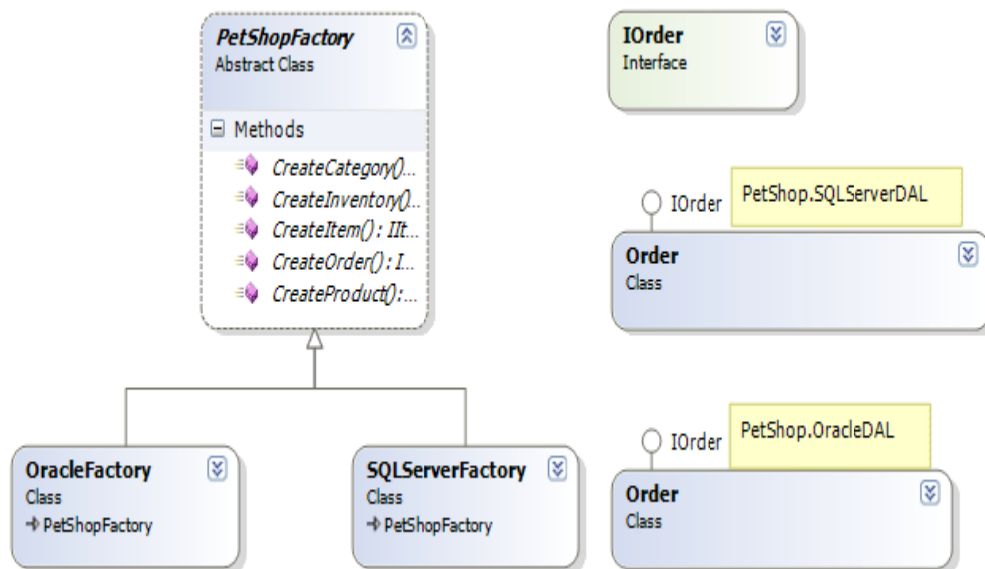 PetShopFactory
Abstract Class
Methods
CreateCategory()...
CreateInventory()...
CreateItem() : IIt...
CreateOrder() : I...
CreateProduct():...
OracleFactory
Class
PetShopFactory
SQLServerFactory
Class
PetShopFactory
IOrder
Interface
IOrder
PetShop.SQLServerDAL
Order
Class
IOrder
PetShop.OracleDAL
Order
Class